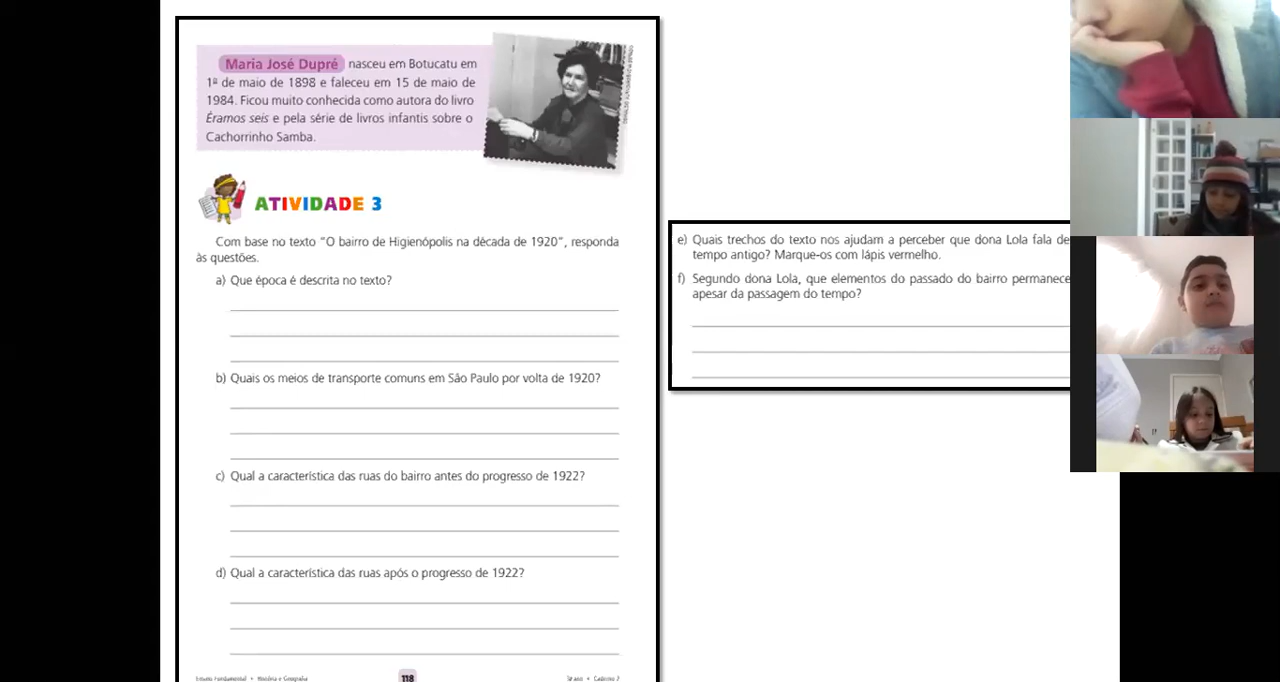 Maria José Dupré nasceu em Botucatu em
1º de maio de 1898 e faleceu em 15 de maio de
1984. Ficou muito conhecida como autora do livro
Éramos seis e pela série de livros infantis sobre o
Cachorrinho Samba.
ATIVIDADE 3
Com base no texto “O bairro de Higienópolis na década de 1920”, responda
às questões.
a) Que época é descrita no texto?
b) Quais os meios de transporte comuns em São Paulo por volta de 1920?
c) Qual a característica das ruas do bairro antes do progresso de 1922?
d) Qual a característica das ruas após o progresso de 1922?
Ensino Fundamental • História e Geografia
118
5º ano •
e) Quais trechos do texto nos ajudam a perceber que dona Lola fala de
tempo antigo? Marque-os com lápis vermelho.
f) Segundo dona Lola, que elementos do passado do bairro permanece
apesar da passagem do tempo?